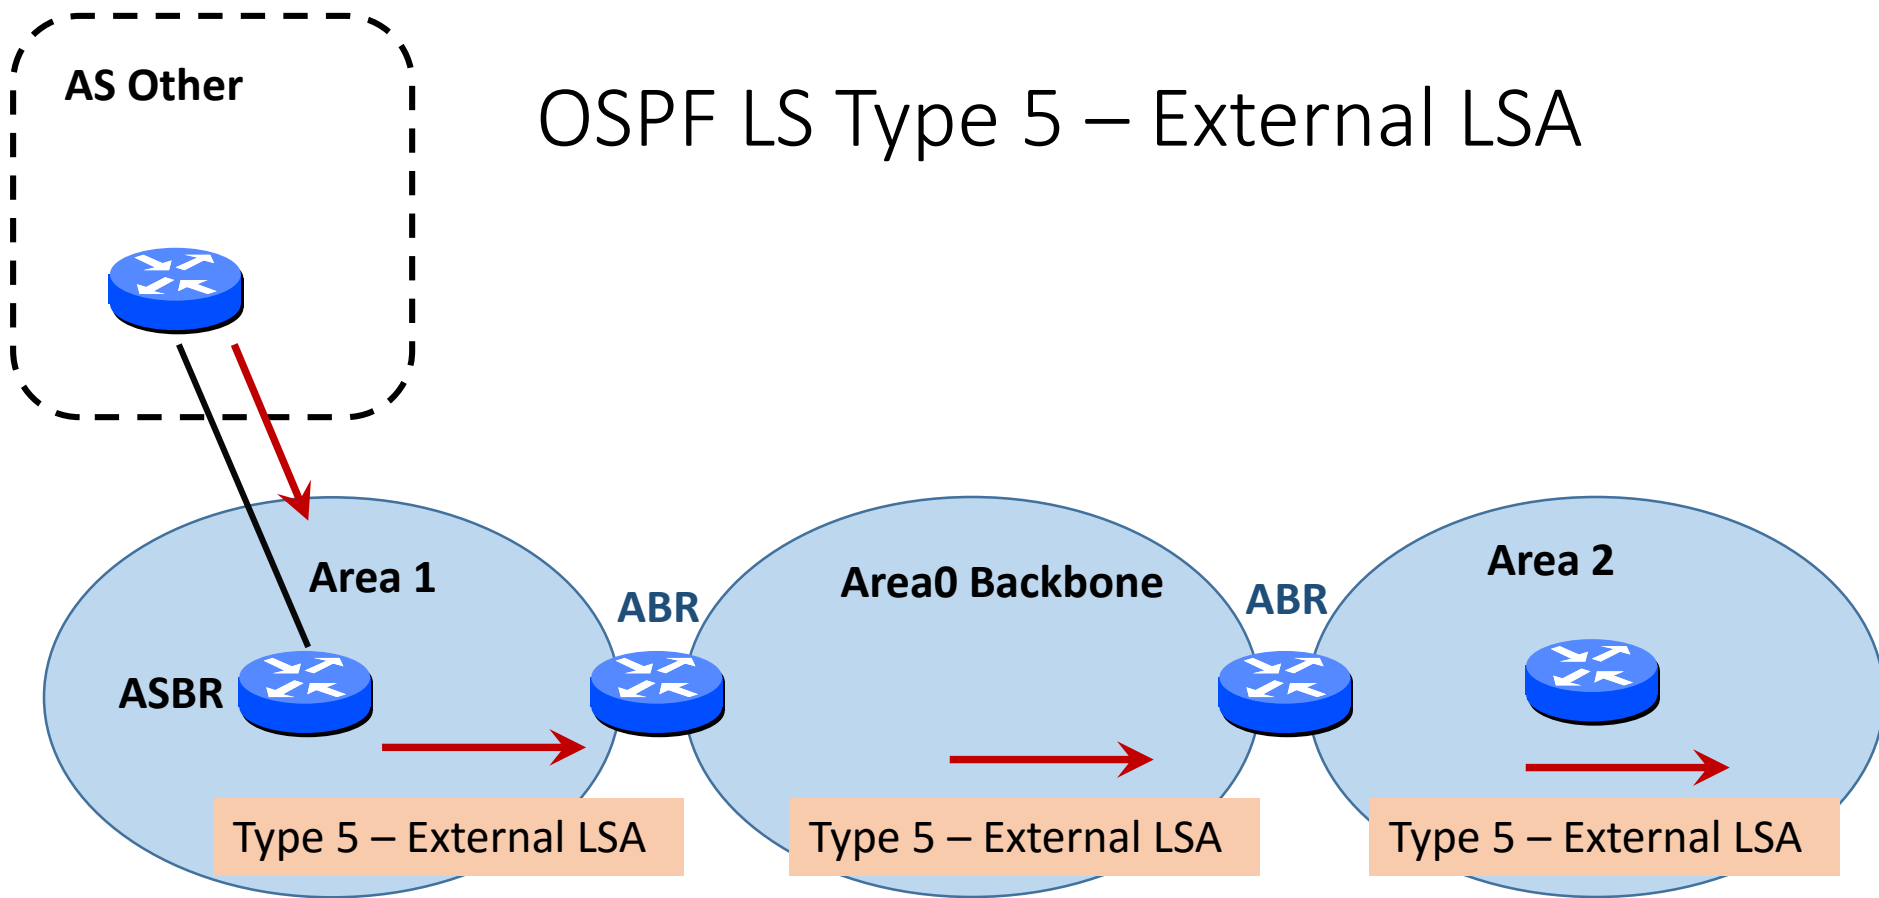 AS Other
OSPF LS Type 5 – External LSA
Area 1
ABR
Area0 Backbone
ABR
Area 2
ASBR
Type 5 – External LSA
Type 5 – External LSA
Type 5 – External LSA